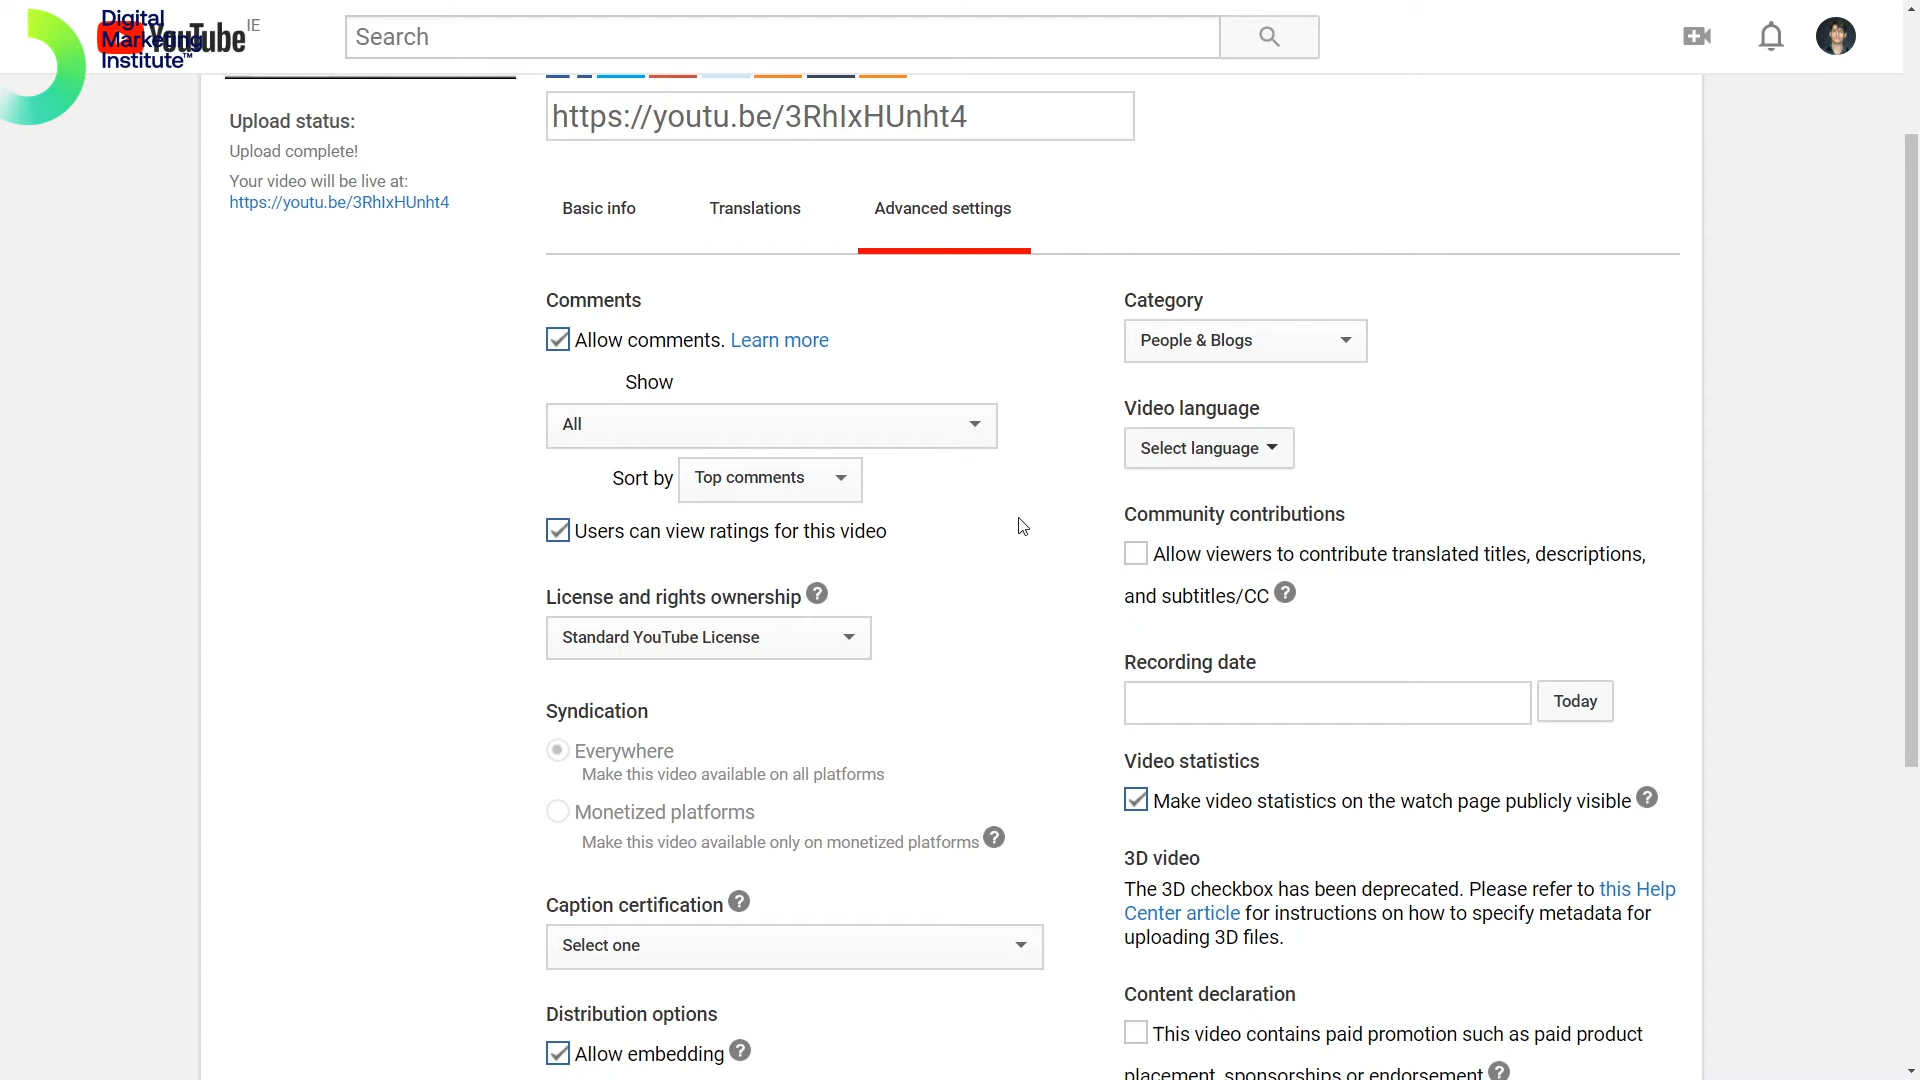 Digital
Marketing
Institute™
YouTube IE
Search
Upload status:
Upload complete!
Your video will be live at:
https://youtu.be/3RhIxHUnht4
https://youtu.be/3RhIxHUnht4
Basic info
Translations
Advanced settings
Comments
Allow comments. Learn more
Show
All
Sort by Top comments
Users can view ratings for this video
License and rights ownership ?
Standard YouTube License
Syndication
Everywhere
Make this video available on all platforms
Monetized platforms
Make this video available only on monetized platforms ?
Caption certification ?
Select one
Distribution options
Allow embedding ?
Category
People & Blogs
Video language
Select language
Community contributions
Allow viewers to contribute translated titles, descriptions,
and subtitles/CC ?
Recording date
Today
Video statistics
Make video statistics on the watch page publicly visible ?
3D video
The 3D checkbox has been deprecated. Please refer to this Help
Center article for instructions on how to specify metadata for
uploading 3D files.
Content declaration
This video contains paid promotion such as paid product
placement, sponsorships or endorsement ?